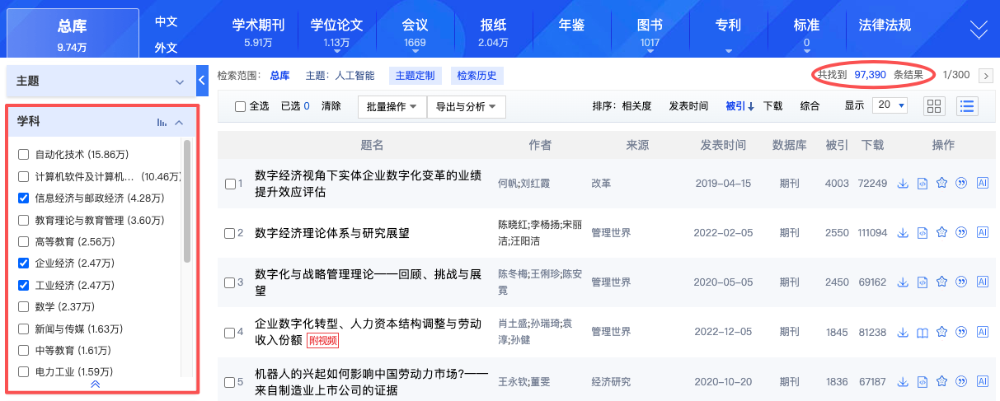 总库
9.74万
中文
外文
学术期刊
5.91万
学位论文
1.13万
会议
1669
报纸
2.04万
年鉴
图书
1017
专利
标准
0
法律法规
主题
学科
自动化技术 (15.86万)
计算机软件及计算机... (10.46万)
信息经济与邮政经济 (4.28万)
教育理论与教育管理 (3.60万)
高等教育 (2.56万)
企业经济 (2.47万)
工业经济 (2.47万)
数学 (2.37万)
新闻与传媒 (1.63万)
中等教育 (1.61万)
电力工业 (1.59万)
检索范围: 总库 主题: 人工智能 主题定制 检索历史 共找到 97,390 条结果 1/300
全选 已选 0 清除 批量操作 导出与分析 排序: 相关度 发表时间 被引 下载 综合 显示 20
题名 作者 来源 发表时间 数据库 被引 下载 操作
1 数字经济视角下实体企业数字化变革的业绩
提升效应评估
何帆;刘红霞 改革 2019-04-15 期刊 4003 72249 AI
2 数字经济理论体系与研究展望
陈晓红;李杨扬;宋丽
洁;汪阳洁
管理世界 2022-02-05 期刊 2550 111094 AI
3 数字化与战略管理理论——回顾、挑战与展
望
陈冬梅;王俐珍;陈安
霓
管理世界 2020-05-05 期刊 2450 69162 AI
4 企业数字化转型、人力资本结构调整与劳动
收入份额 附视频
肖土盛;孙瑞琦;袁
淳;孙健
管理世界 2022-12-05 期刊 1845 81238 AI
5 机器人的兴起如何影响中国劳动力市场?——
来自制造业上市公司的证据
王永钦;董雯 经济研究 2020-10-20 期刊 1836 67187 AI